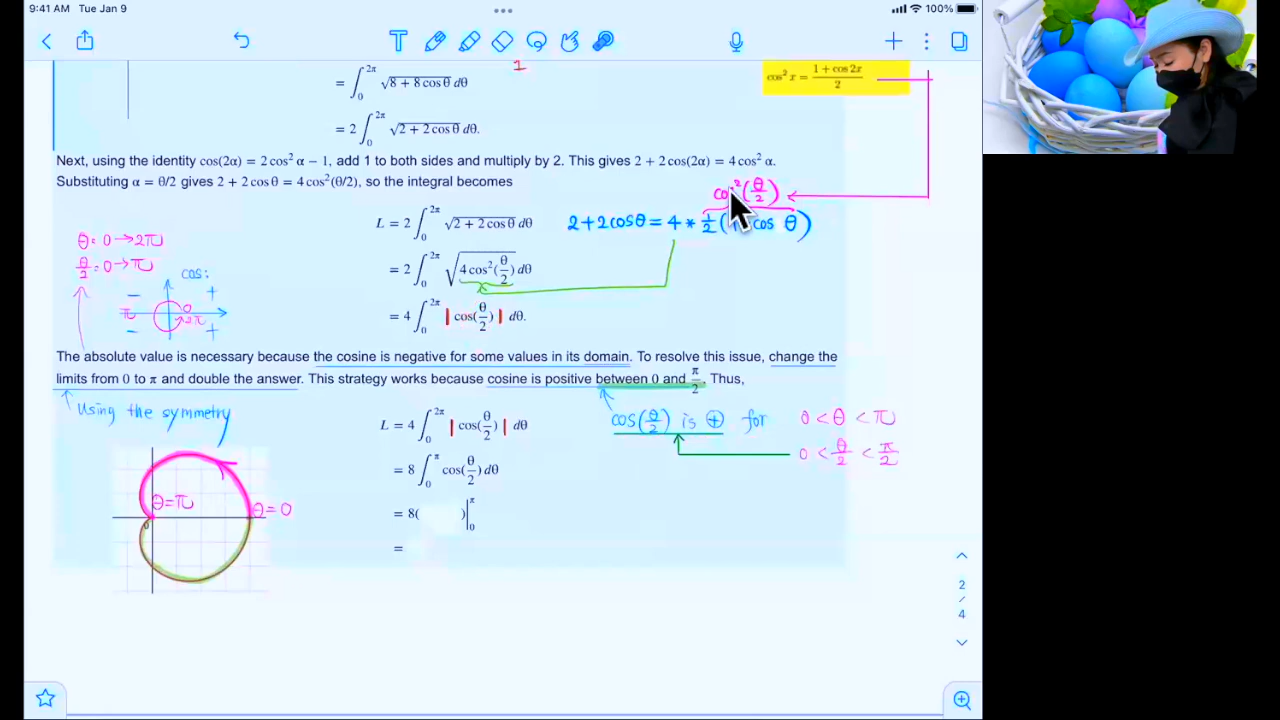 9:41 AM Tue Jan 9
100%
1
= ∫₀^{2π} √(8 + 8 cos θ) dθ
cos² x = (1 + cos 2x)/2
= 2 ∫₀^{2π} √(2 + 2 cos θ) dθ.
Next, using the identity cos(2α) = 2 cos² α − 1, add 1 to both sides and multiply by 2. This gives 2 + 2 cos(2α) = 4 cos² α.
Substituting α = θ/2 gives 2 + 2 cos θ = 4 cos²(θ/2), so the integral becomes
²(θ/2)
L = 2 ∫₀^{2π} √(2 + 2 cos θ) dθ
2 + 2cosθ = 4 * ½ ( cos θ)
θ = 0 → 2π
θ/2 = 0 → π
= 2 ∫₀^{2π} √(4 cos²(θ/2)) dθ
cos:
− +
π 0
2π
− +
= 4 ∫₀^{2π} | cos(θ/2) | dθ.
The absolute value is necessary because the cosine is negative for some values in its domain. To resolve this issue, change the
limits from 0 to π and double the answer. This strategy works because cosine is positive between 0 and π/2. Thus,
Using the symmetry
L = 4 ∫₀^{2π} | cos(θ/2) | dθ
cos(θ/2) is ⊕ for 0 < θ < π
0 < θ/2 < π/2
= 8 ∫₀^{π} cos(θ/2) dθ
θ = π
θ = 0
0
= 8( )|₀^{π}
=
2
/
4